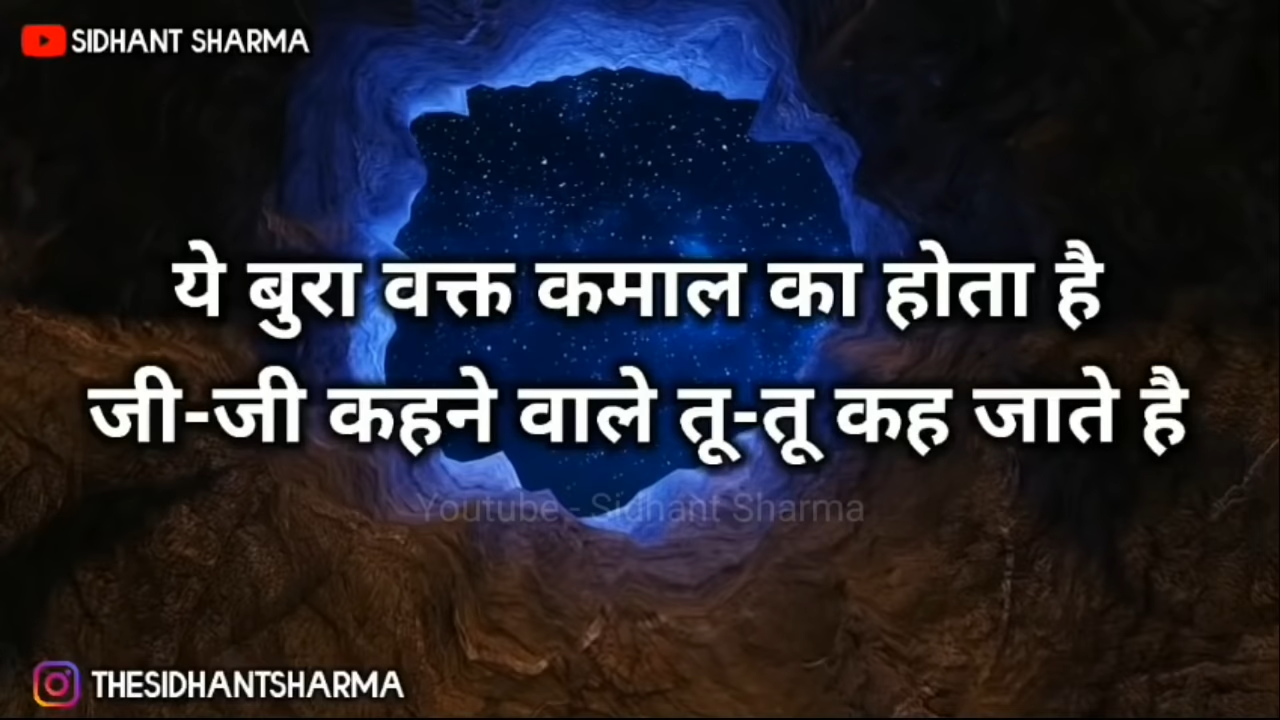 SIDHANT SHARMA
ये बुरा वक्त कमाल का होता है
जी-जी कहने वाले तू-तू कह जाते है
Youtube - Sidhant Sharma
THESIDHANTSHARMA